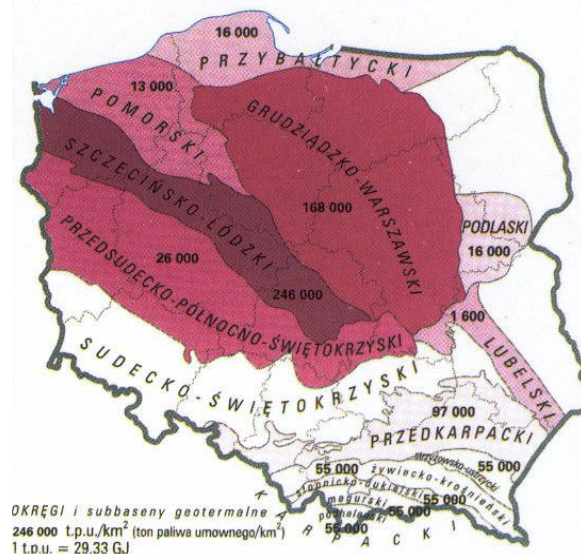 16 000
PRZYBAŁTYCKI
13 000
POMORSKI
GRUDZIĄDZKO-WARSZAWSKI
168 000
SZCZECIŃSKO-ŁÓDZKI
246 000
PODLASKI
16 000
26 000
PRZEDSUDECKO-PÓŁNOCNO-ŚWIĘTOKRZYSKI
1 600
LUBELSKI
SUDECKO-ŚWIĘTOKRZYSKI
97 000
PRZEDKARPACKI
55 000
55 000
żywiecko-krośnieński
magurski
55 000
55 000
55 000
KARPACKI
OKRĘGI i subbaseny geotermalne
246 000 t.p.u./km² (ton paliwa umownego/km²)
1 t.p.u. = 29.33 GJ